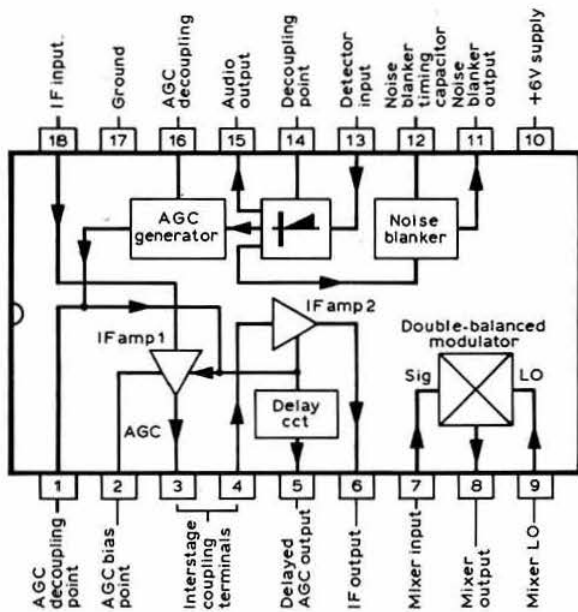 IF input
Ground
AGC
decoupling
Audio
output
Decoupling
point
Detector
input
Noise
blanker
timing
capacitor
Noise
blanker
output
+6V supply
18
17
16
15
14
13
12
11
10
AGC
generator
Noise
blanker
IF amp 1
IF amp 2
Double-balanced
modulator
Sig
LO
AGC
Delay
cct
1
2
3
4
5
6
7
8
9
AGC
decoupling
point
AGC bias
point
Interstage
coupling
terminals
Delayed
AGC output
IF output
Mixer input
Mixer
output
Mixer LO